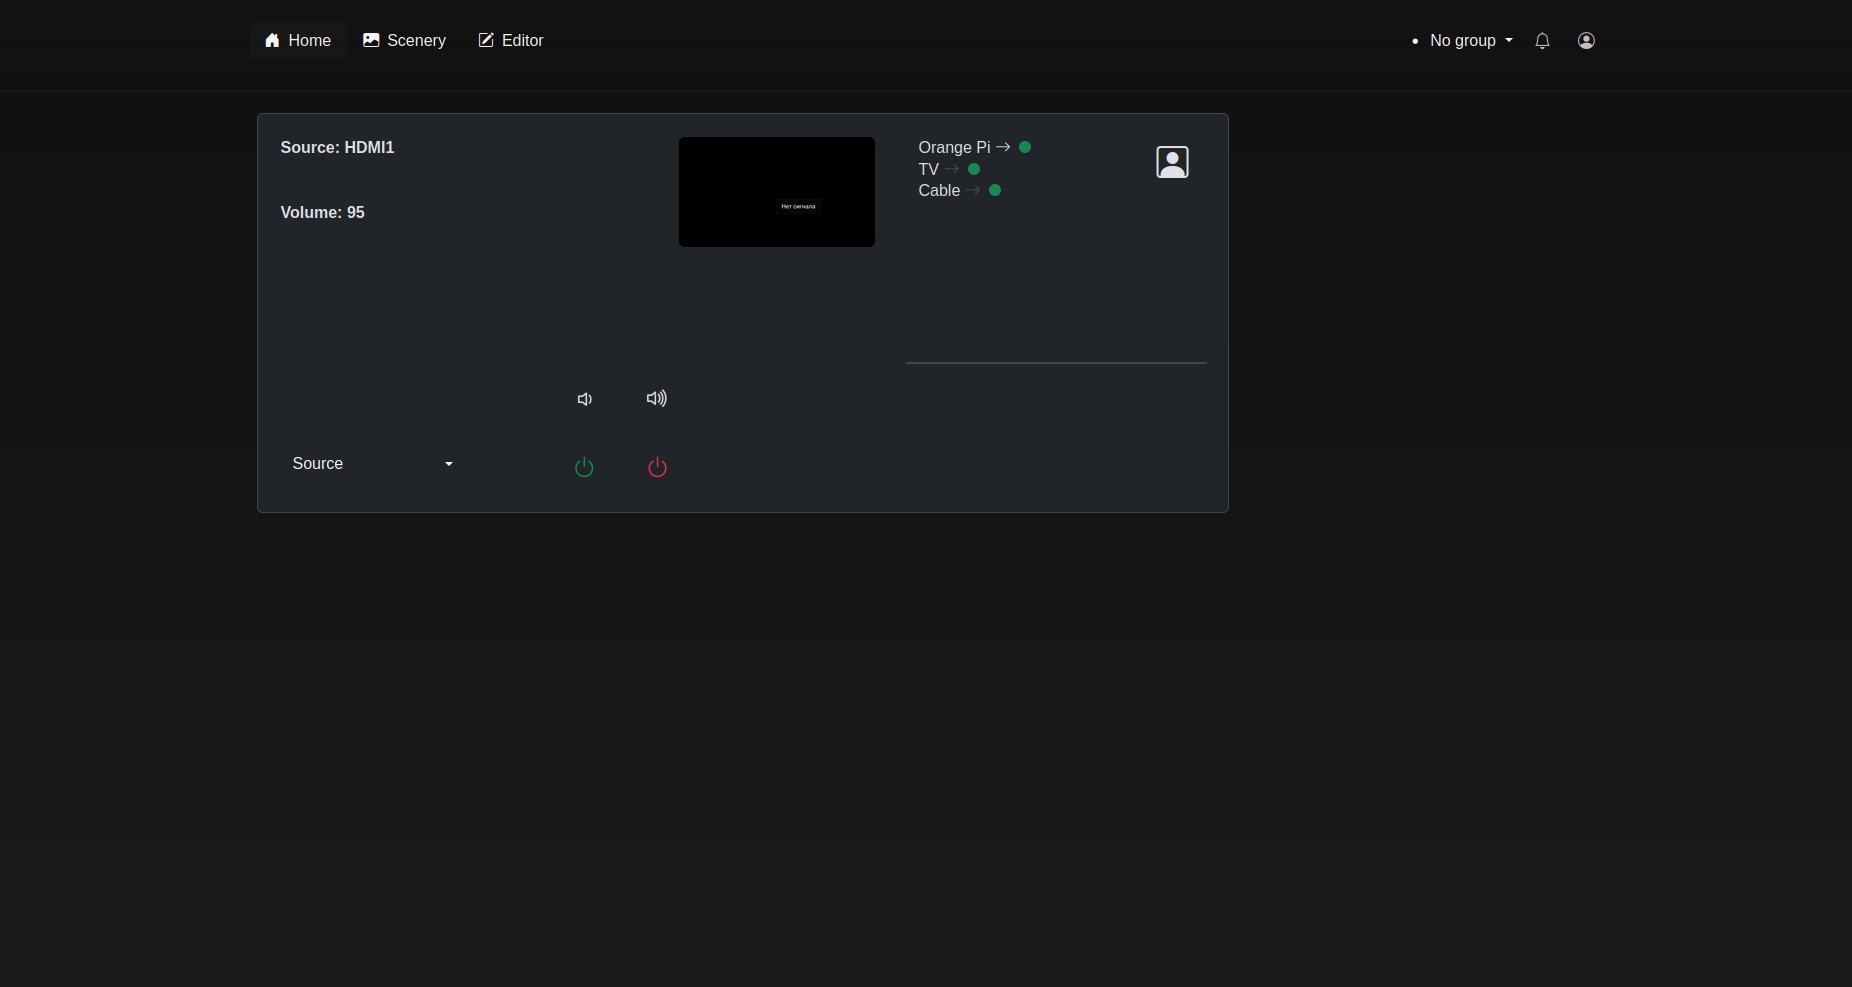 Home
Scenery
Editor
No group
Source: HDMI1
Volume: 95
Нет сигнала
Orange Pi →
TV →
Cable →
Source